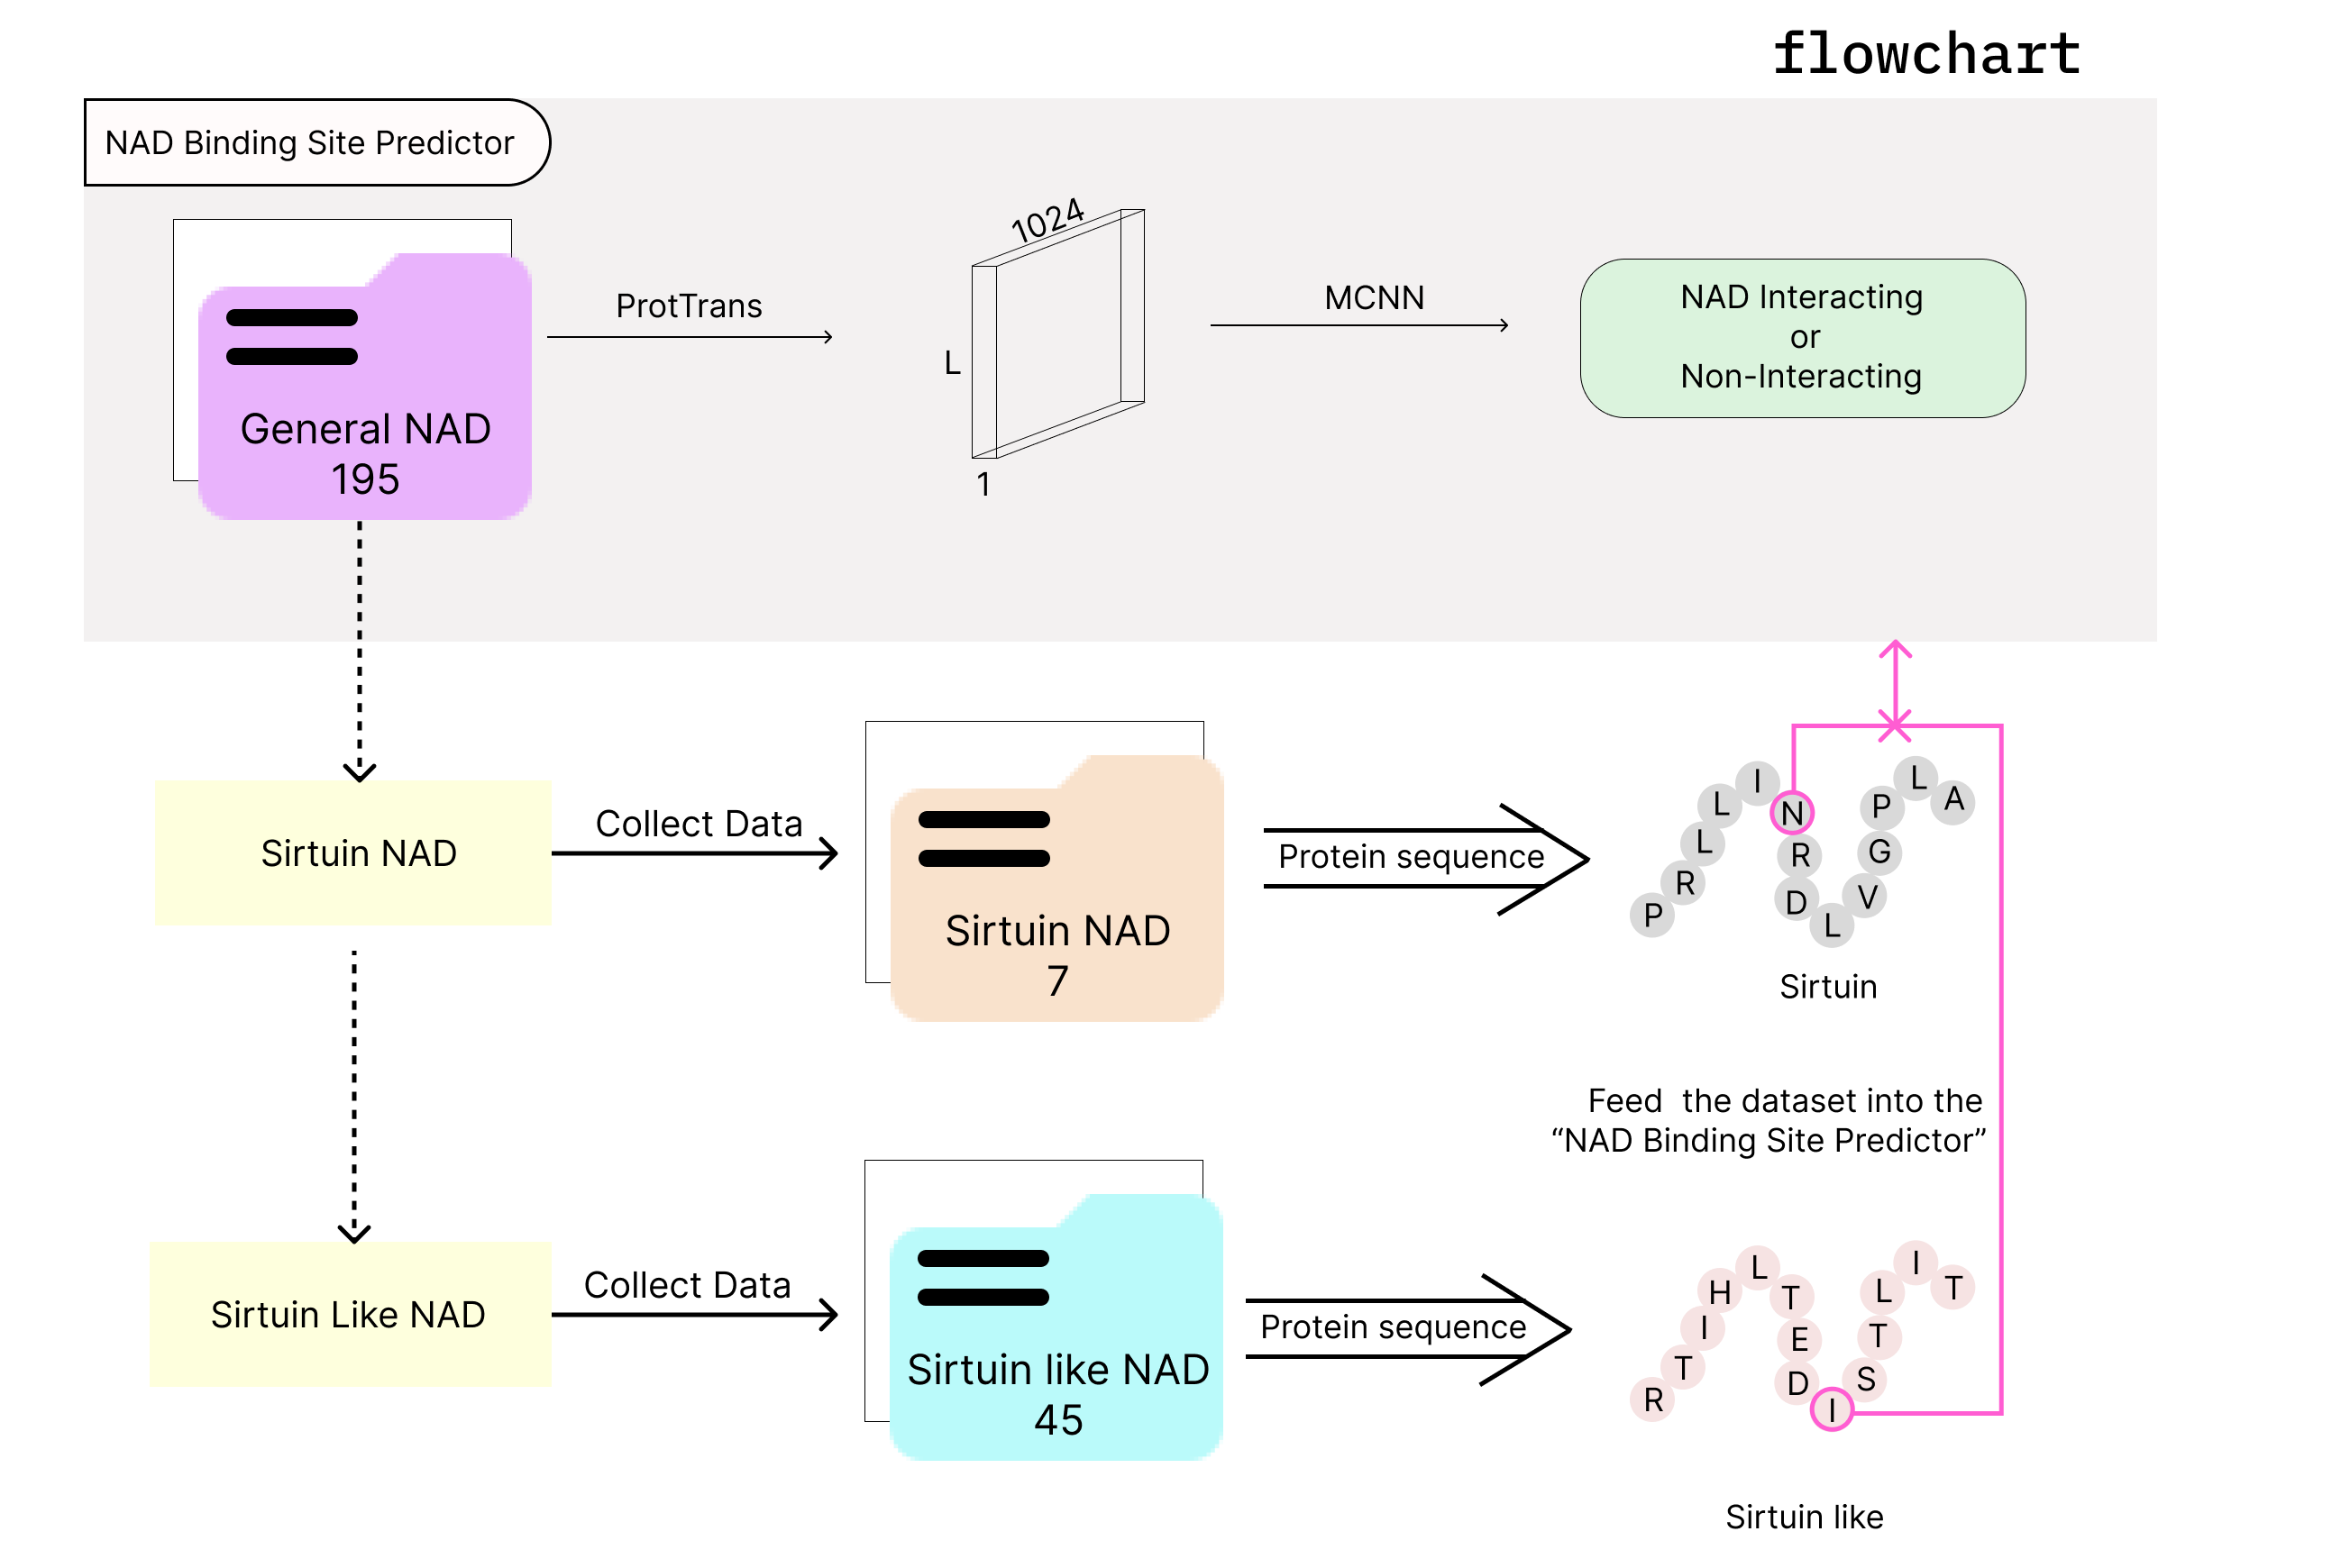 flowchart
NAD Binding Site Predictor
General NAD
195
ProtTrans
1024
L
1
MCNN
NAD Interacting
or
Non-Interacting
Sirtuin NAD
Collect Data
Sirtuin NAD
7
Protein sequence
P
R
L
L
I
N
R
D
L
V
G
P
L
A
Sirtuin
Feed the dataset into the
“NAD Binding Site Predictor”
Sirtuin Like NAD
Collect Data
Sirtuin like NAD
45
Protein sequence
R
T
I
H
L
T
E
D
I
S
T
L
I
T
Sirtuin like